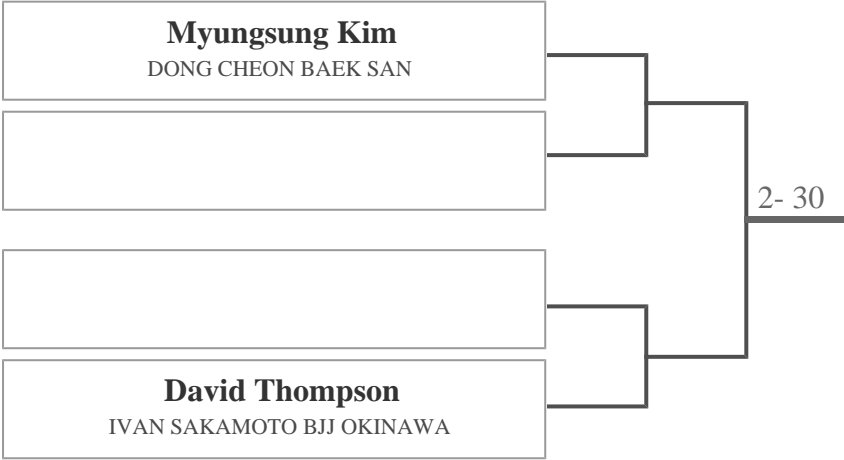 Myungsung Kim
DONG CHEON BAEK SAN
2- 30
David Thompson
IVAN SAKAMOTO BJJ OKINAWA